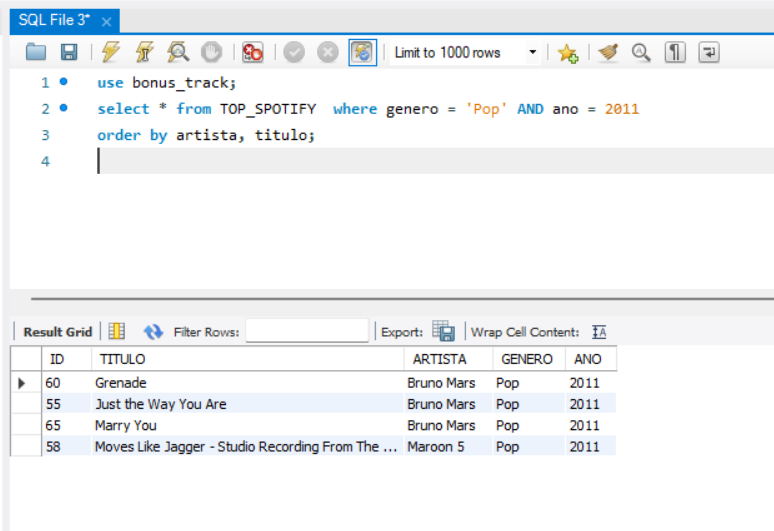 SQL File 3*
Limit to 1000 rows
1 use bonus_track;
2 select * from TOP_SPOTIFY  where genero = 'Pop' AND ano = 2011
3 order by artista, titulo;
4
Result Grid Filter Rows: Export: Wrap Cell Content:
ID TITULO ARTISTA GENERO ANO
60 Grenade Bruno Mars Pop 2011
55 Just the Way You Are Bruno Mars Pop 2011
65 Marry You Bruno Mars Pop 2011
58 Moves Like Jagger - Studio Recording From The ... Maroon 5 Pop 2011